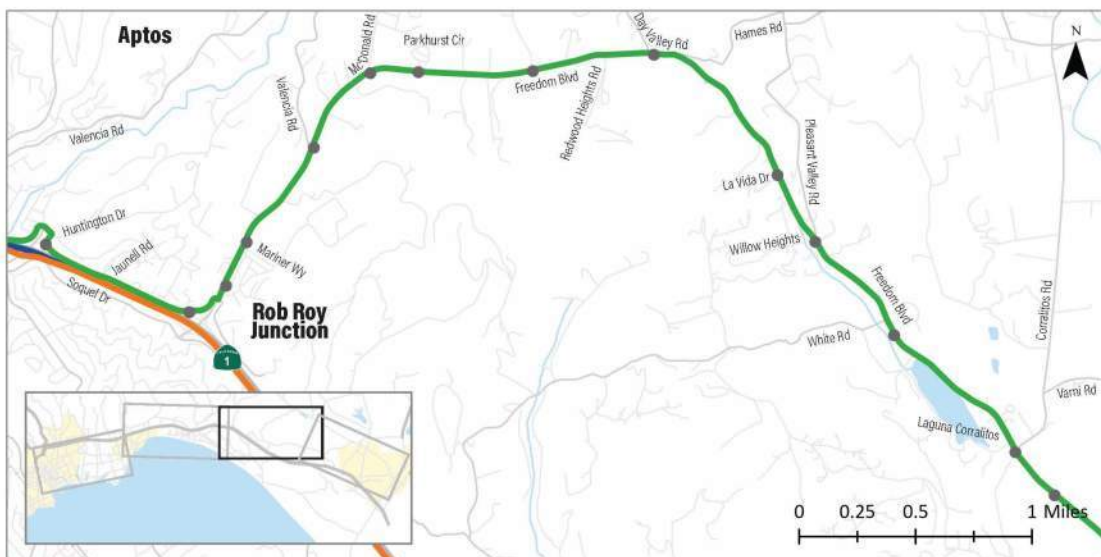 Aptos
McDonald Rd
Parkhurst Cir
Day Valley Rd
Hames Rd
N
Freedom Blvd
Redwood Heights Rd
Valencia Rd
Valencia Rd
Pleasant Valley Rd
La Vida Dr
Huntington Dr
Jaunell Rd
Mariner Wy
Willow Heights
Soquel Dr
Freedom Blvd
Corralitos Rd
Rob Roy
Junction
White Rd
1
Varni Rd
Laguna Corralitos
0 0.25 0.5 1 Miles